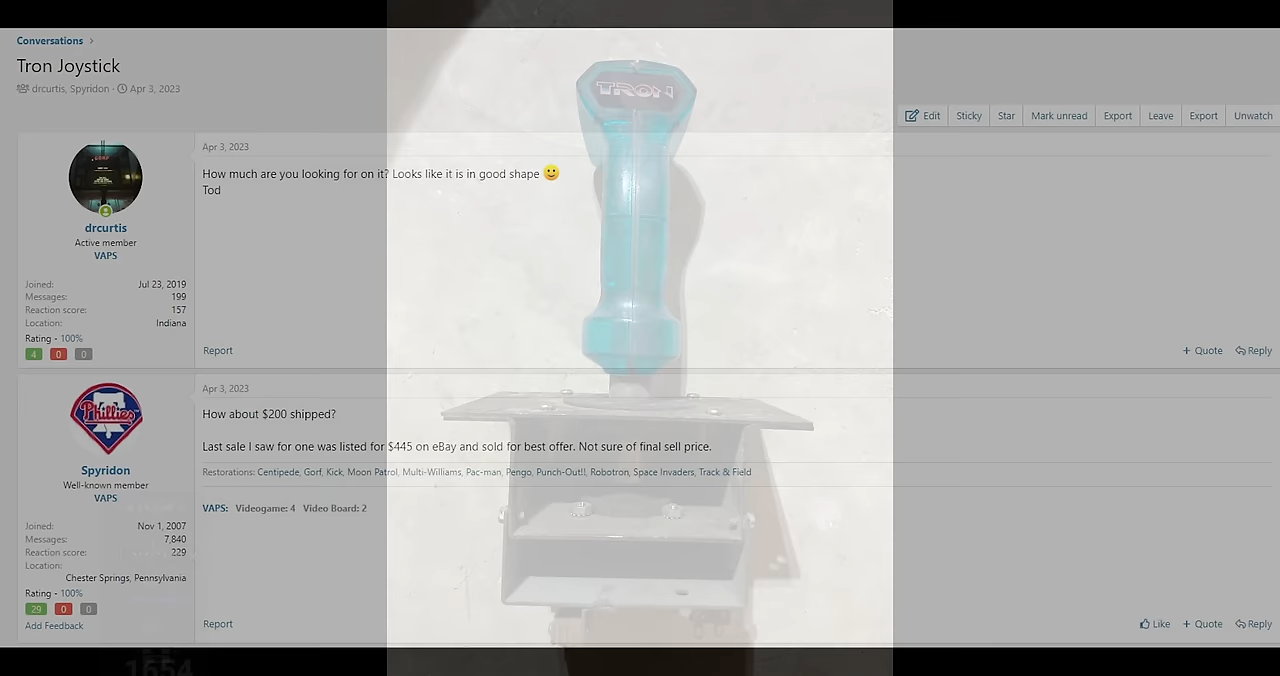 Conversations
Tron Joystick
drcurtis, Spyridon · Apr 3, 2023
Edit Sticky Star Mark unread Export Leave Export Unwatch
Apr 3, 2023
How much are you looking for on it? Looks like it is in good shape
Tod
drcurtis
Active member
VAPS
Joined: Jul 23, 2019
Messages: 199
Reaction score: 157
Location: Indiana
Rating - 100%
4 0 0
Report
+ Quote Reply
TRON
Apr 3, 2023
How about $200 shipped?
Last sale I saw for one was listed for $445 on eBay and sold for best offer. Not sure of final sell price.
Restorations: Centipede, Gorf, Kick, Moon Patrol, Multi-Williams, Pac-man, Pengo, Punch-Out!!, Robotron, Space Invaders, Track & Field
VAPS: Videogame: 4 Video Board: 2
Phillies
Spyridon
Well-known member
VAPS
Joined: Nov 1, 2007
Messages: 7,840
Reaction score: 229
Location:
Chester Springs, Pennsylvania
Rating - 100%
29 0 0
Add Feedback
Report
Like + Quote Reply
1654